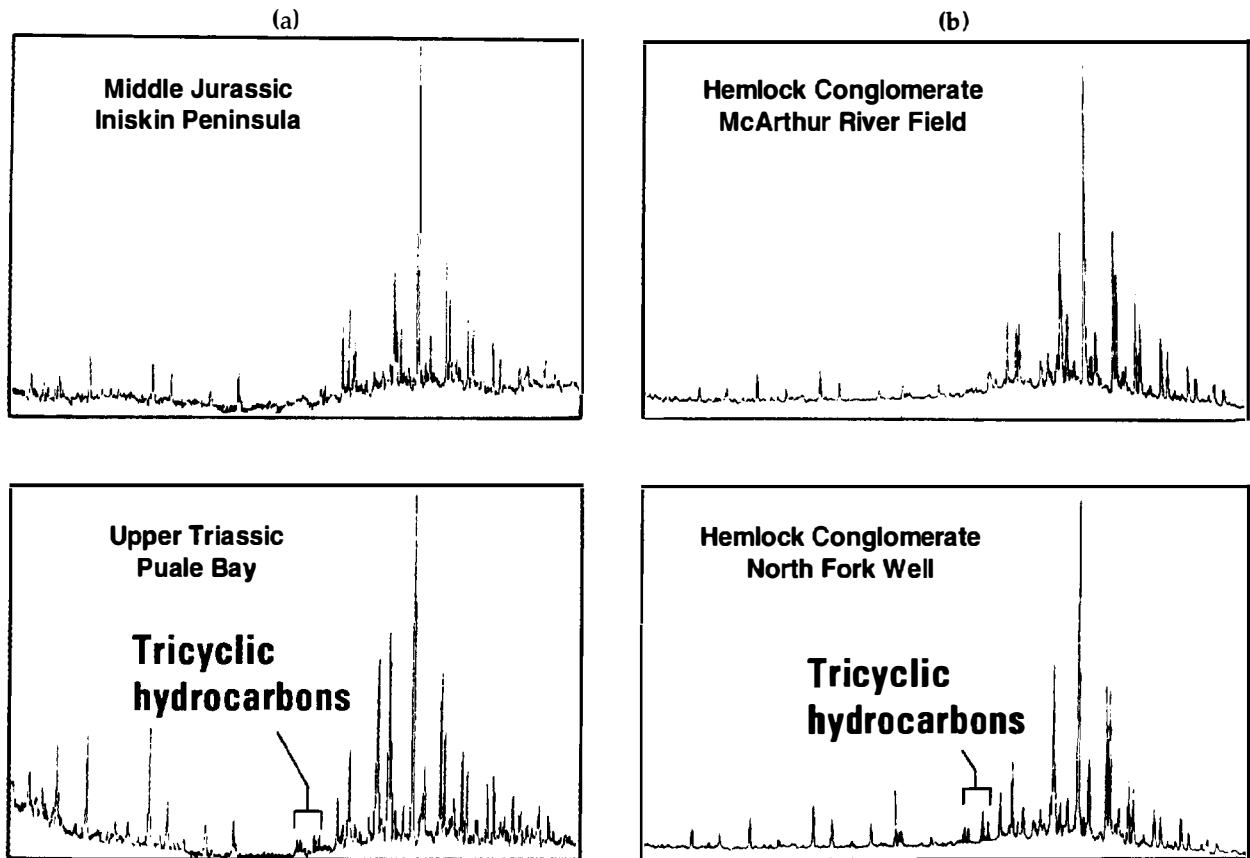 (a)
Middle Jurassic
Iniskin Peninsula
(b)
Hemlock Conglomerate
McArthur River Field
Upper Triassic
Puale Bay
Tricyclic
hydrocarbons
Hemlock Conglomerate
North Fork Well
Tricyclic
hydrocarbons